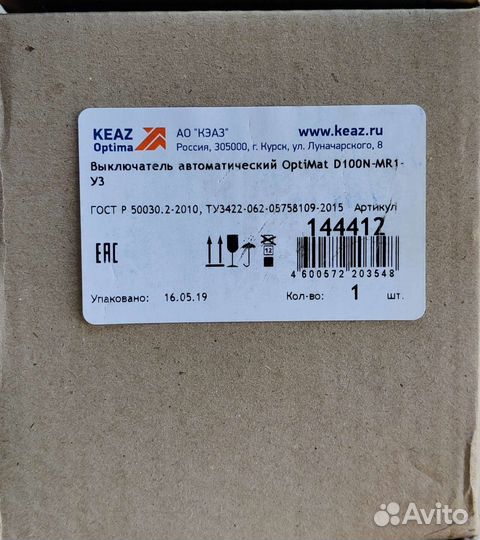 KEAZ
Optima
АО "КЭАЗ" www.keaz.ru
Россия, 305000, г. Курск, ул. Луначарского, 8
Выключатель автоматический OptiMat D100N-MR1-
У3
ГОСТ Р 50030.2-2010, ТУ3422-062-05758109-2015 Артикул
144412
EAC
12
4 600572 203548
Упаковано: 16.05.19 Кол-во: 1 шт.
Avito